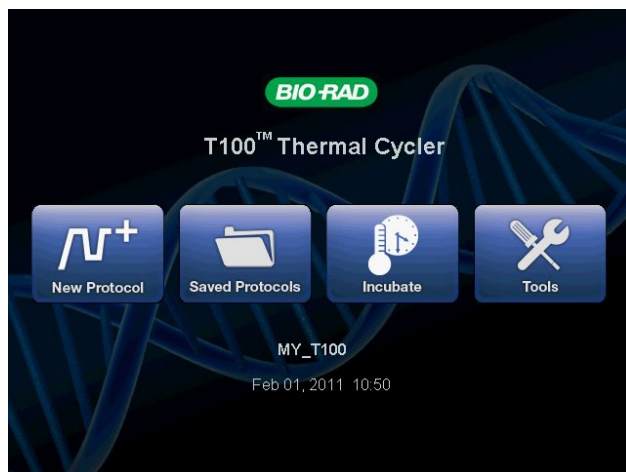 BIO-RAD
T100™ Thermal Cycler
New Protocol
Saved Protocols
Incubate
Tools
MY_T100
Feb 01, 2011 10:50